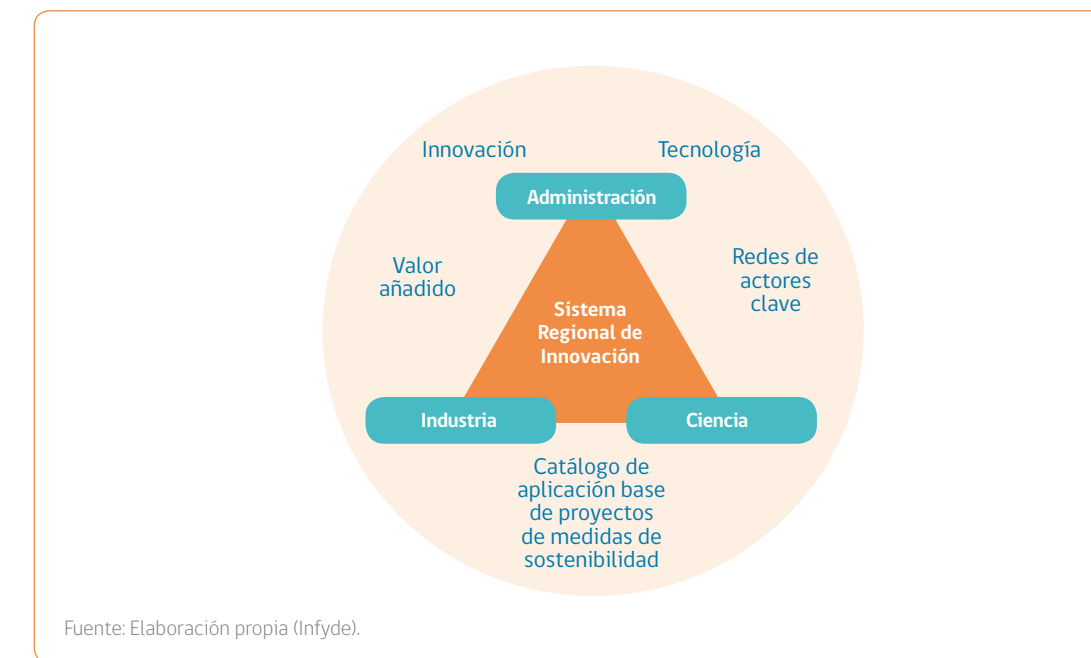 Innovación
Tecnología
Administración
Valor
añadido
Redes de
actores
clave
Sistema
Regional de
Innovación
Industria
Ciencia
Catálogo de
aplicación base
de proyectos
de medidas de
sostenibilidad
Fuente: Elaboración propia (Infyde).